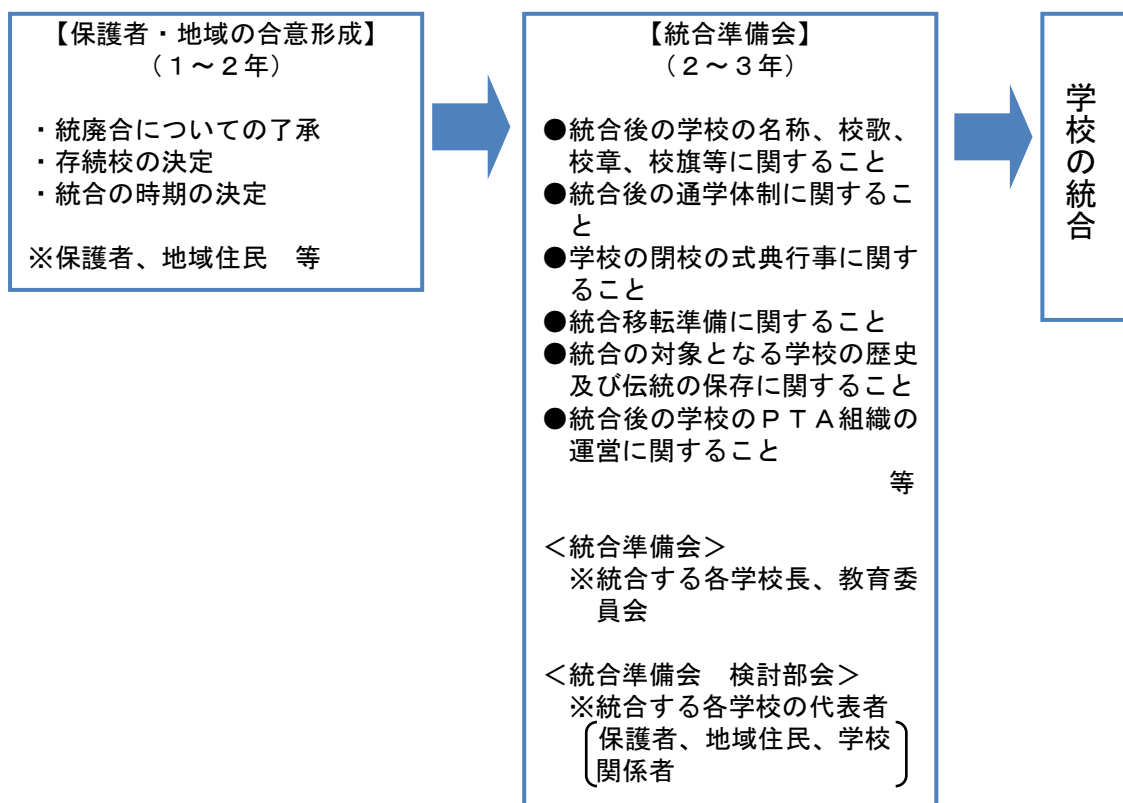 【保護者・地域の合意形成】
（１～２年）
・統廃合についての了承
・存続校の決定
・統合の時期の決定
※保護者、地域住民　等
【統合準備会】
（２～３年）
●統合後の学校の名称、校歌、
校章、校旗等に関すること
●統合後の通学体制に関するこ
と
●学校の閉校の式典行事に関す
ること
●統合移転準備に関すること
●統合の対象となる学校の歴史
及び伝統の保存に関すること
●統合後の学校のＰＴＡ組織の
運営に関すること
等
＜統合準備会＞
※統合する各学校長、教育委
員会
＜統合準備会　検討部会＞
※統合する各学校の代表者
保護者、地域住民、学校
関係者
学校の統合